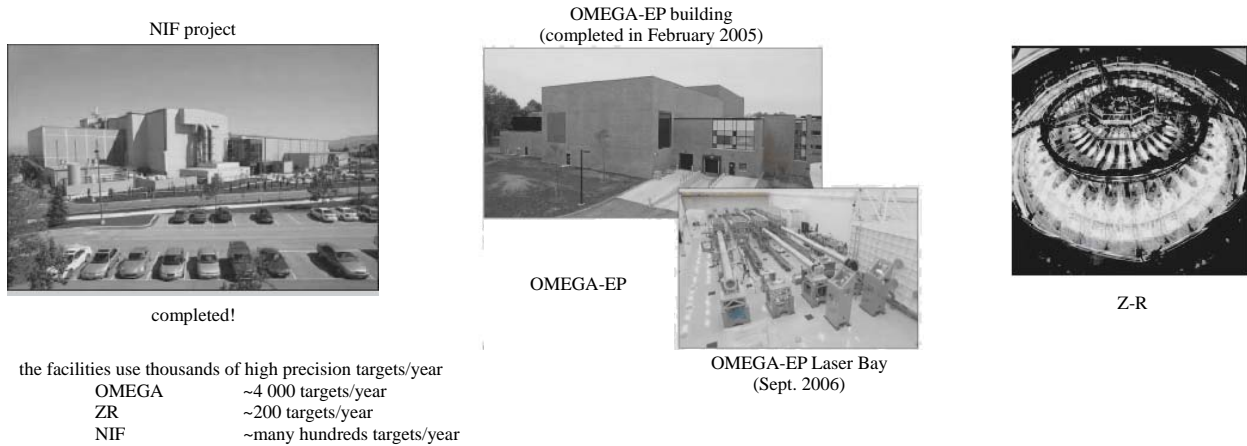 NIF project
OMEGA-EP building
(completed in February 2005)
completed!
OMEGA-EP
Z-R
OMEGA-EP Laser Bay
(Sept. 2006)
the facilities use thousands of high precision targets/year
OMEGA ~4 000 targets/year
ZR ~200 targets/year
NIF ~many hundreds targets/year